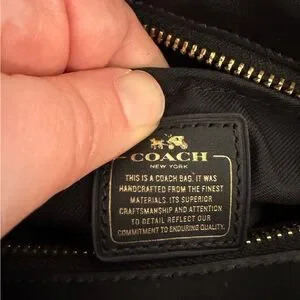 COACH
NEW YORK
THIS IS A COACH BAG. IT WAS
HANDCRAFTED FROM THE FINEST
MATERIALS. ITS SUPERIOR
CRAFTSMANSHIP AND ATTENTION
TO DETAIL REFLECT OUR
COMMITMENT TO ENDURING QUALITY.